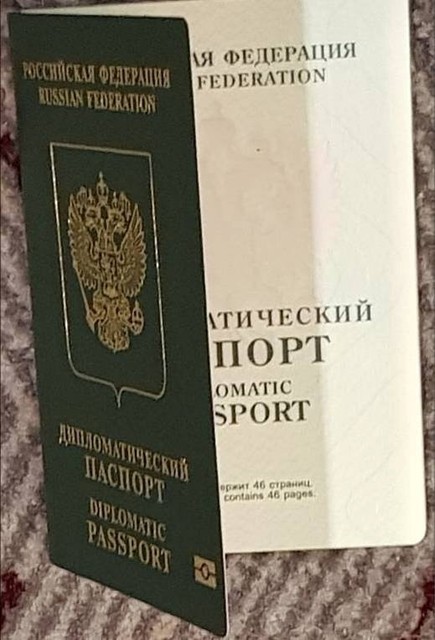 РОССИЙСКАЯ ФЕДЕРАЦИЯ
RUSSIAN FEDERATION
ДИПЛОМАТИЧЕСКИЙ
ПАСПОРТ
DIPLOMATIC
PASSPORT
АЯ ФЕДЕРАЦИЯ
FEDERATION
АТИЧЕСКИЙ
ПОРТ
OMATIC
SPORT
ержит 46 страниц.
contains 46 pages.